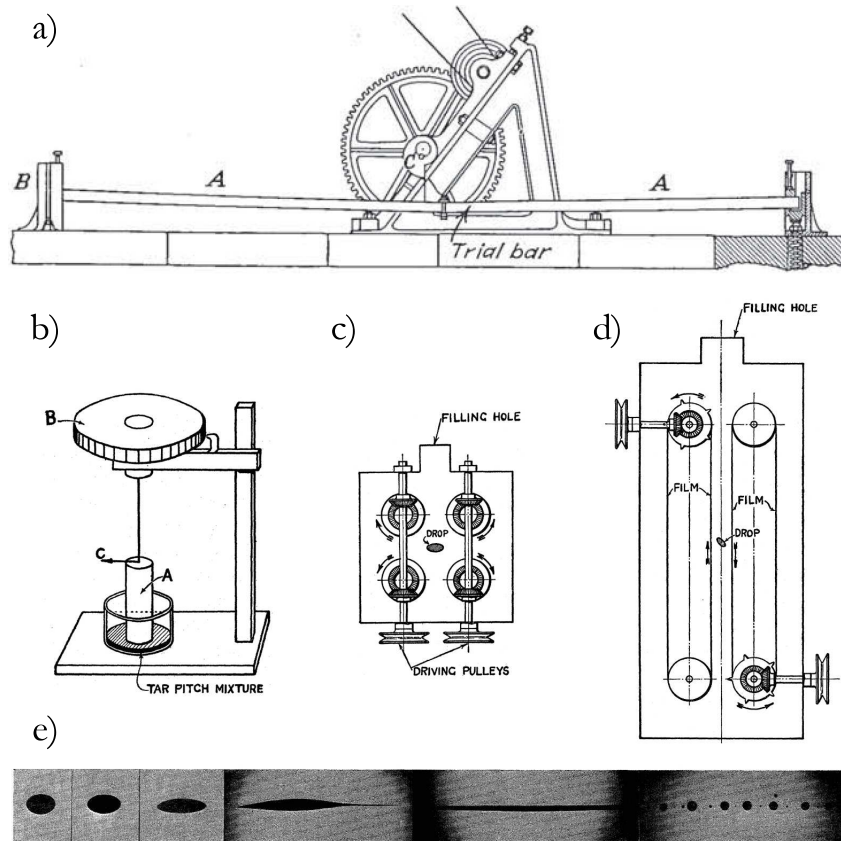 a)
B
A
C
A
Trial bar
b)
B
C
A
TAR PITCH MIXTURE
c)
FILLING HOLE
DROP
DRIVING PULLEYS
d)
FILLING HOLE
FILM
FILM
DROP
e)